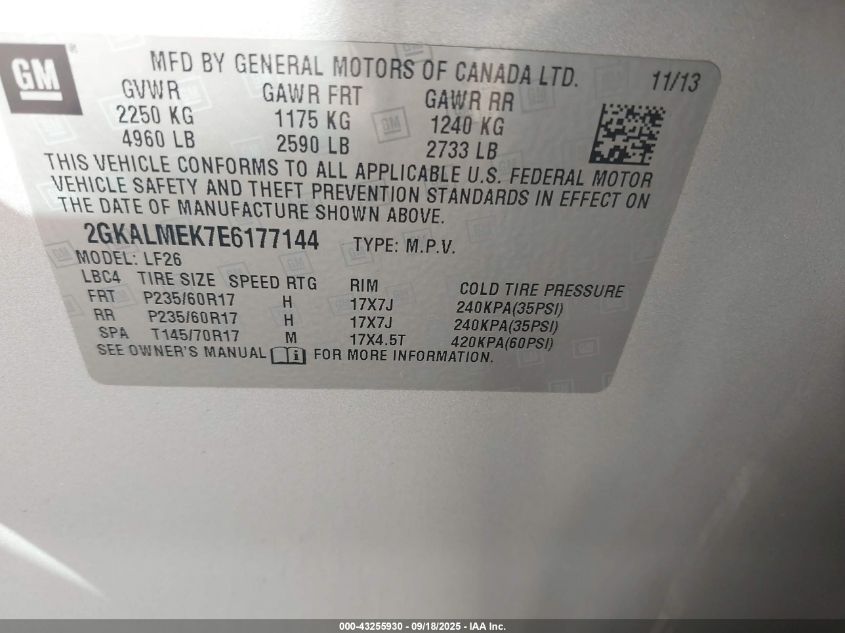 GM ®
MFD BY GENERAL MOTORS OF CANADA LTD. 11/13
GVWR GAWR FRT GAWR RR
2250 KG 1175 KG 1240 KG
4960 LB 2590 LB 2733 LB
THIS VEHICLE CONFORMS TO ALL APPLICABLE U.S. FEDERAL MOTOR
VEHICLE SAFETY AND THEFT PREVENTION STANDARDS IN EFFECT ON
THE DATE OF MANUFACTURE SHOWN ABOVE.
2GKALMEK7E6177144 TYPE: M.P.V.
MODEL: LF26
LBC4 TIRE SIZE SPEED RTG RIM COLD TIRE PRESSURE
FRT P235/60R17 H 17X7J 240KPA(35PSI)
RR P235/60R17 H 17X7J 240KPA(35PSI)
SPA T145/70R17 M 17X4.5T 420KPA(60PSI)
SEE OWNER'S MANUAL FOR MORE INFORMATION.
000-43255930 - 09/18/2025 - IAA Inc.